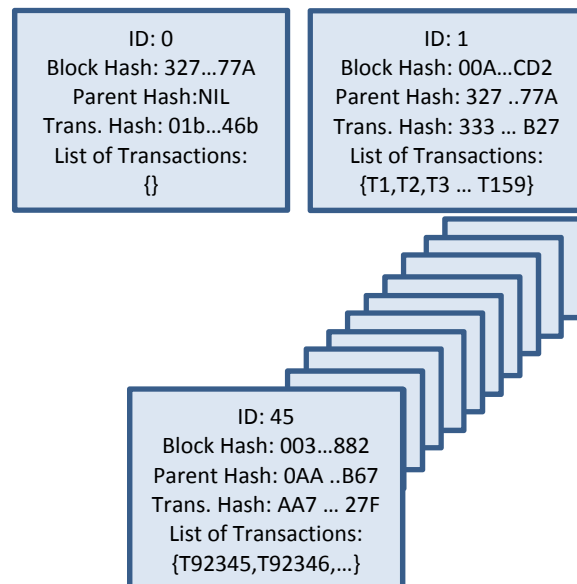 ID: 0
Block Hash: 327...77A
Parent Hash:NIL
Trans. Hash: 01b...46b
List of Transactions:
{}
ID: 1
Block Hash: 00A...CD2
Parent Hash: 327 ..77A
Trans. Hash: 333 ... B27
List of Transactions:
{T1,T2,T3 ... T159}
ID: 45
Block Hash: 003...882
Parent Hash: 0AA ..B67
Trans. Hash: AA7 ... 27F
List of Transactions:
{T92345,T92346,...}